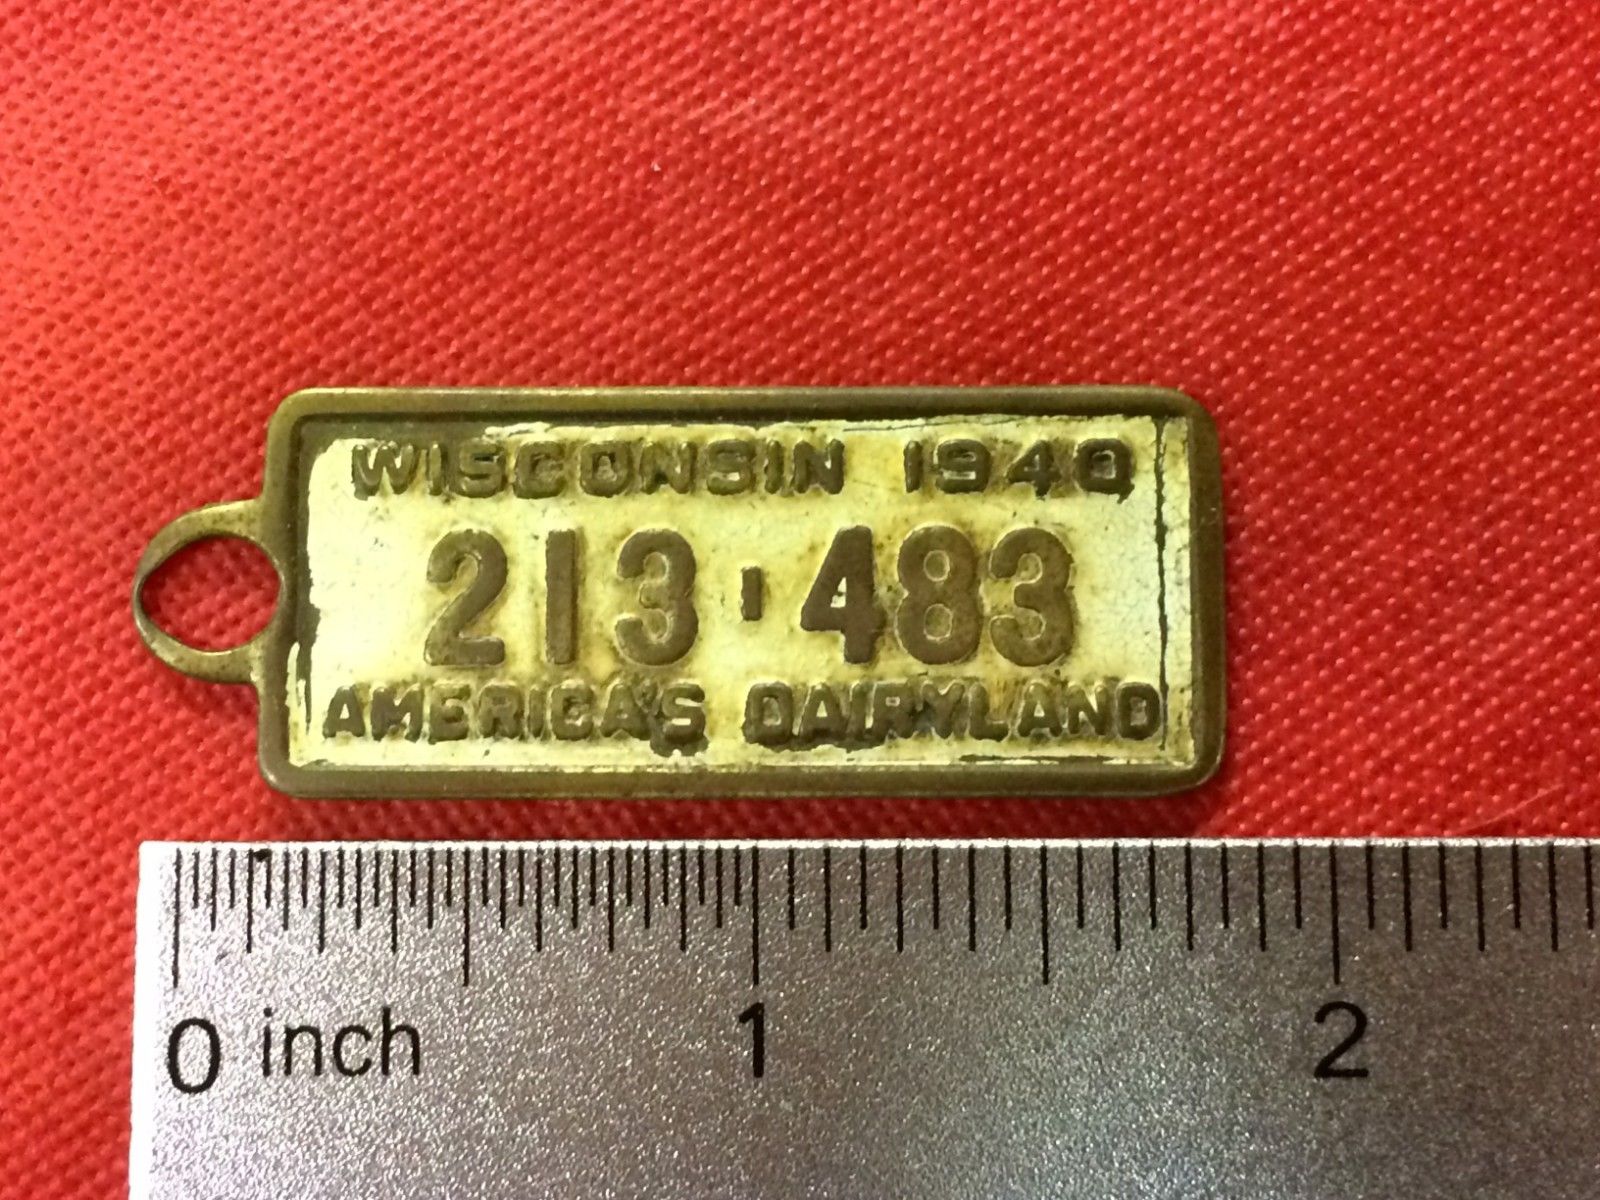 WISCONSIN 1940
213-483
AMERICA'S DAIRYLAND
0 inch 1 2